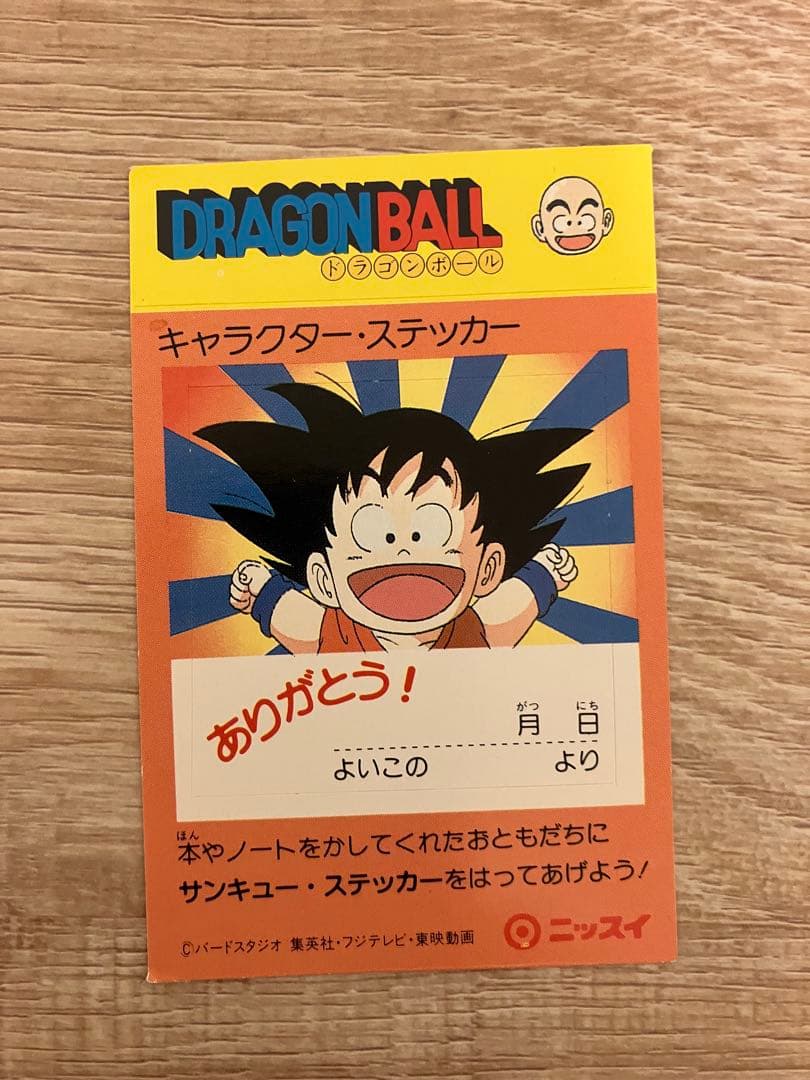 DRAGON BALL
ドラゴンボール
キャラクター・ステッカー
ありがとう!
がつ にち
月 日
よいこの より
ほん
本やノートをかしてくれたおともだちに
サンキュー・ステッカーをはってあげよう!
©バードスタジオ 集英社・フジテレビ・東映動画
ニッスイ